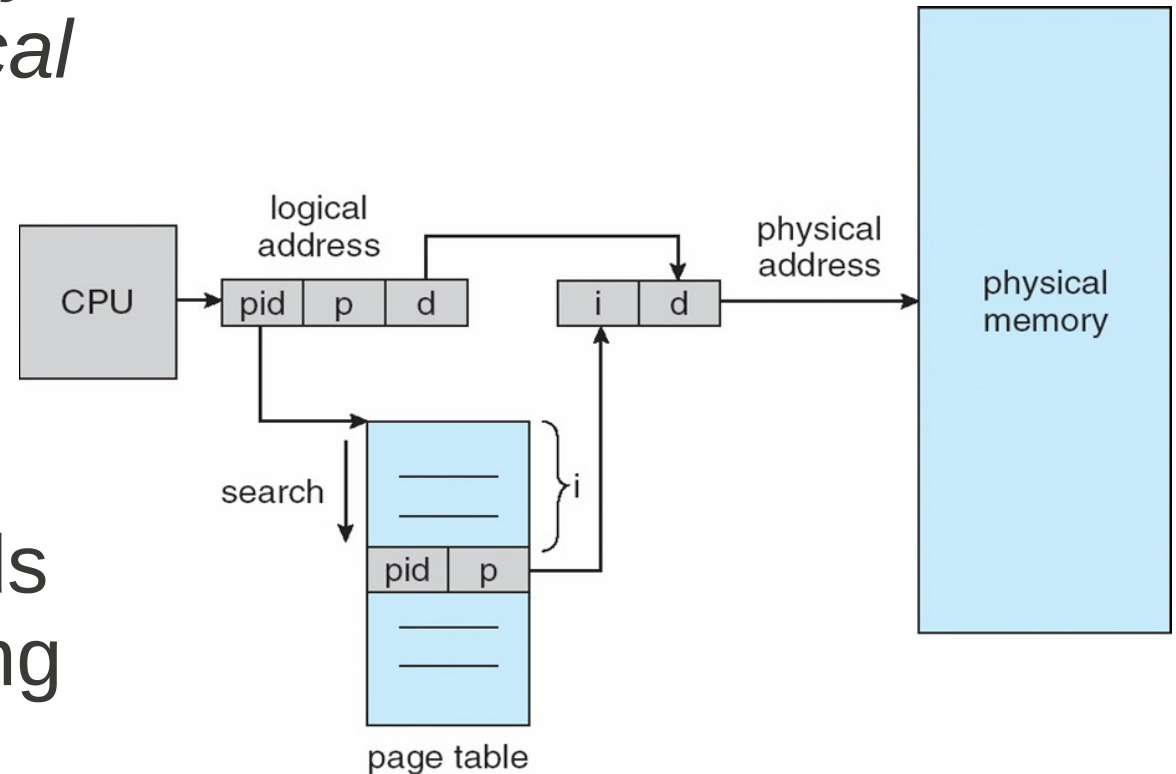 cal
logical
address
CPU
pid p d
i d
physical
address
physical
memory
search
i
pid p
ls
ng
page table